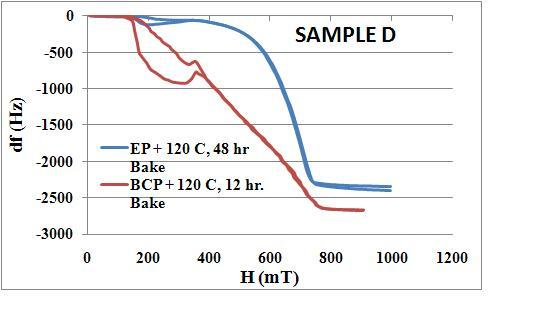 SAMPLE D
0
-500
-1000
-1500
-2000
-2500
-3000
df (Hz)
EP + 120 C, 48 hr
Bake
BCP + 120 C, 12 hr.
Bake
0 200 400 600 800 1000 1200
H (mT)